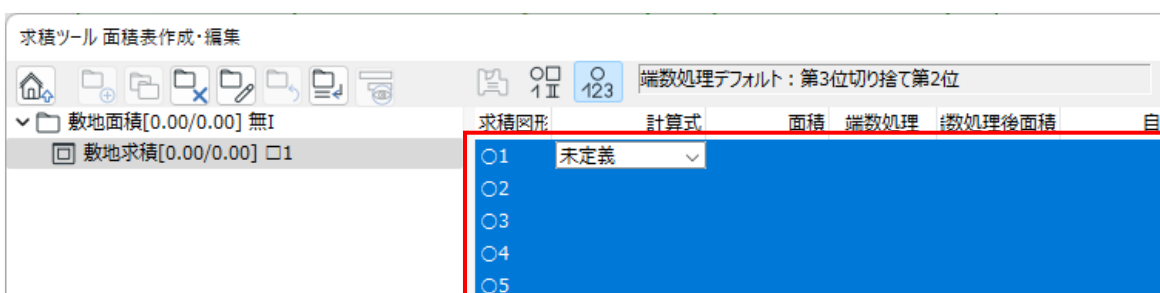 求積ツール 面積表作成・編集
○□ 1Ⅱ ○ 123 端数処理デフォルト：第3位切り捨て第2位
敷地面積[0.00/0.00] 無I
敷地求積[0.00/0.00] □1
求積図形 計算式 面積 端数処理 端数処理後面積 自
○1 未定義
○2
○3
○4
○5